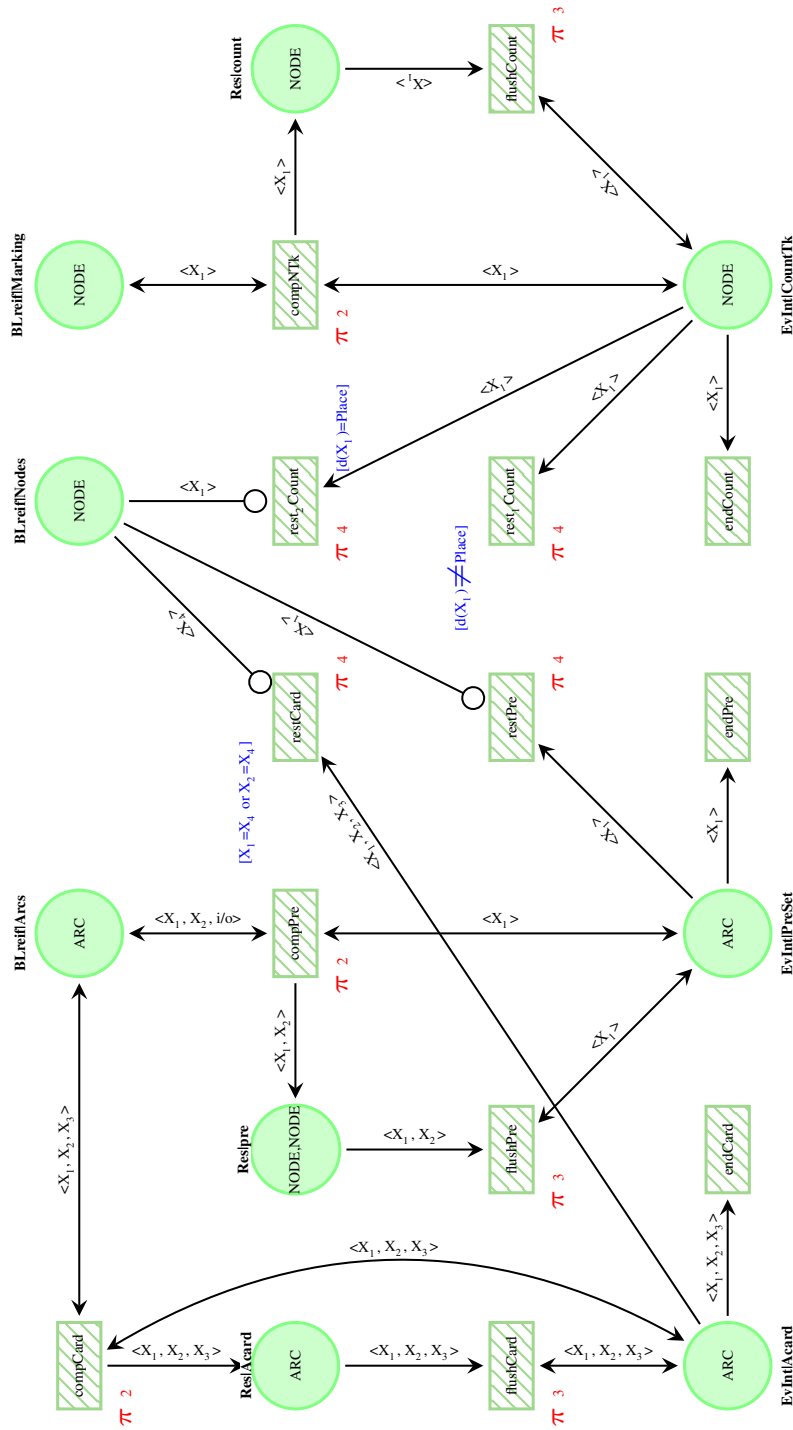 BLreif|Marking
NODE
BLreif|Nodes
NODE
BLreif|Arcs
ARC
compCard
π 2
<X1, X2, X3>
<X1, X2, i/o>
<X1>
<X1>
<X4>
<X1>
<X1, X2, X3>
<X1, X2, X3>
Res|Acard
ARC
Res|pre
NODE,NODE
<X1, X2>
compPre
π 2
[X1=X4 or X2=X4]
restCard
π 4
rest2Count
π 4
[d(X1)=Place]
compNTk
π 2
<X1>
Res|count
NODE
<X1, X2, X3>
<X1, X2>
<X1>
<X1, X2, X3>
<X1>
<X1>
<X1>
flushCard
π 3
flushPre
π 3
restPre
π 4
[d(X1)≠Place]
rest1Count
π 4
flushCount
π 3
<X1, X2, X3>
<X1>
<X1>
<X1>
<X1>
EvInt|Acard
ARC
<X1, X2, X3>
endCard
EvInt|PreSet
ARC
<X1>
endPre
endCount
<X1>
EvInt|CountTk
NODE